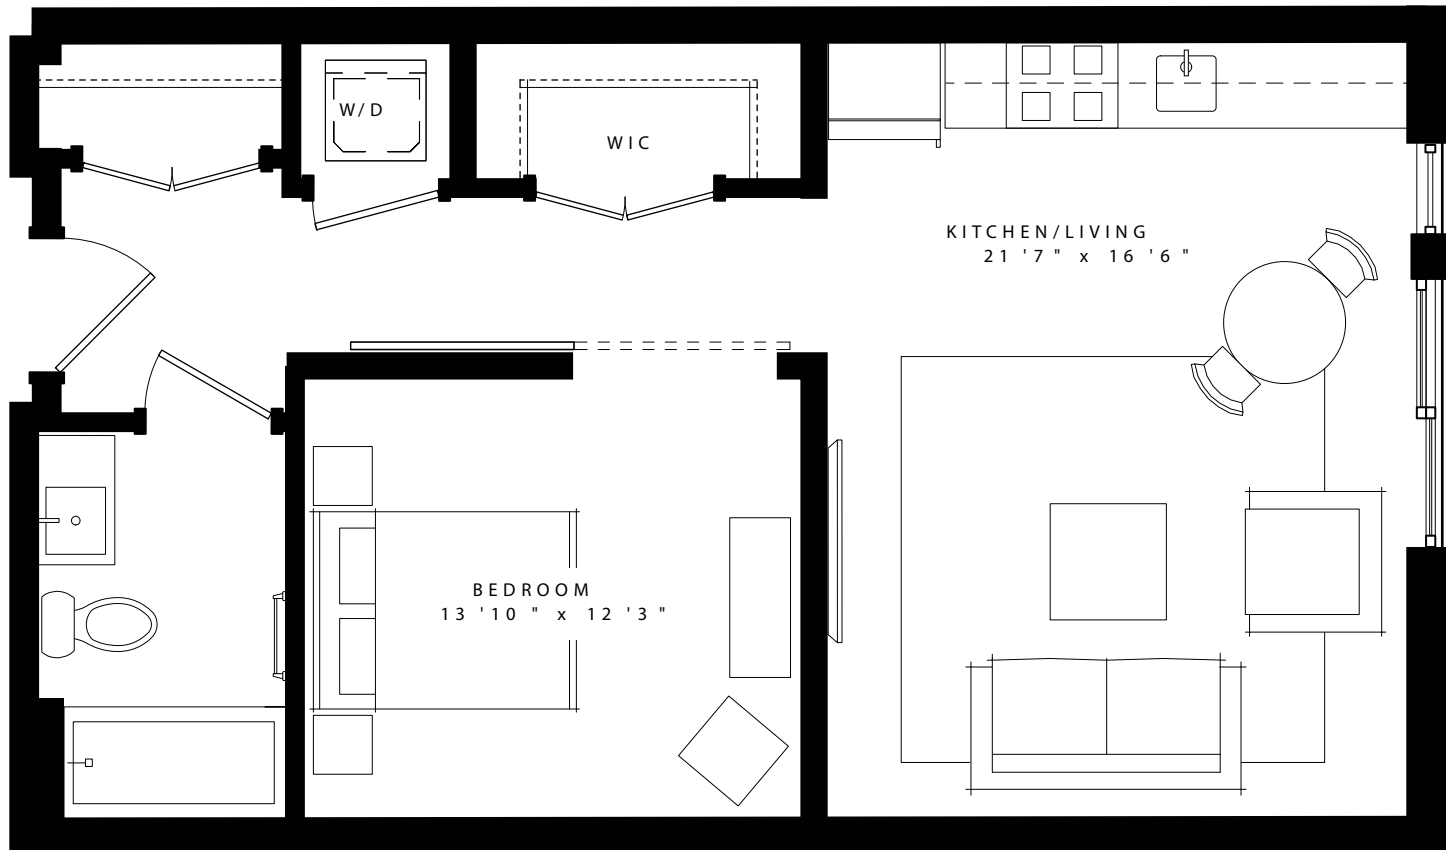 W/D
WIC
KITCHEN/LIVING
21'7" x 16'6"
BEDROOM
13'10" x 12'3"